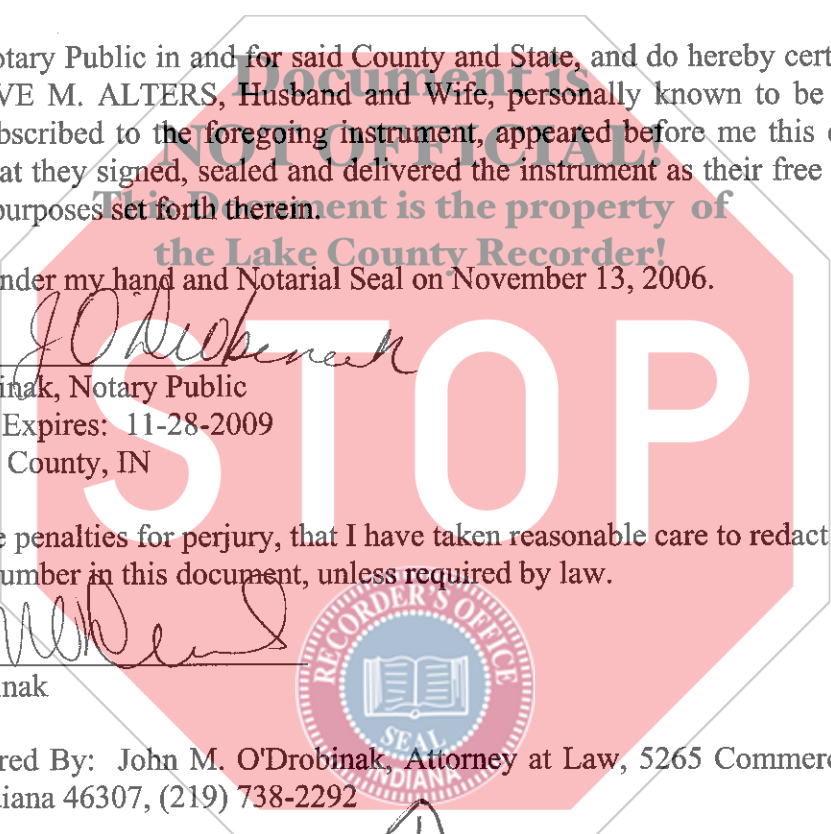 otary Public in and for said County and State, and do hereby cert
VE M. ALTERS, Husband and Wife, personally known to be
bscribed to the foregoing instrument, appeared before me this
at they signed, sealed and delivered the instrument as their free
purposes set forth therein.
Document is
NOT OFFICIAL!
This Document is the property of
the Lake County Recorder!
nder my hand and Notarial Seal on November 13, 2006.
STOP
inak, Notary Public
Expires: 11-28-2009
County, IN
e penalties for perjury, that I have taken reasonable care to redact
umber in this document, unless required by law.
inak
RECORDER'S OFFICE
SEAL
INDIANA
red By: John M. O'Drobinak, Attorney at Law, 5265 Commerc
diana 46307, (219) 738-2292